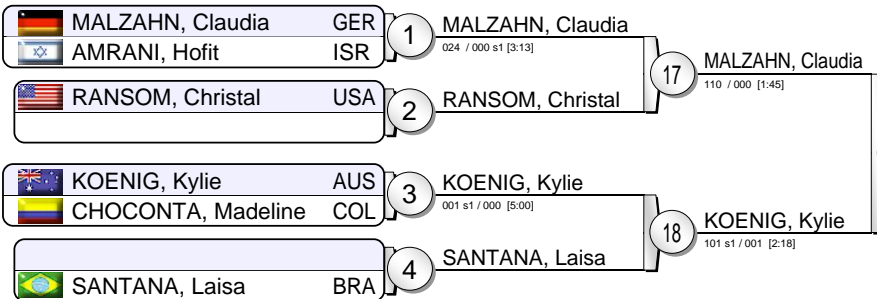 MALZAHN, Claudia GER
AMRANI, Hofit ISR
1
MALZAHN, Claudia
024 / 000 s1 [3:13]
RANSOM, Christal USA
2
RANSOM, Christal
17
MALZAHN, Claudia
110 / 000 [1:45]
KOENIG, Kylie AUS
CHOCONTA, Madeline COL
3
KOENIG, Kylie
001 s1 / 000 [5:00]
SANTANA, Laisa BRA
4
SANTANA, Laisa
18
KOENIG, Kylie
101 s1 / 001 [2:18]